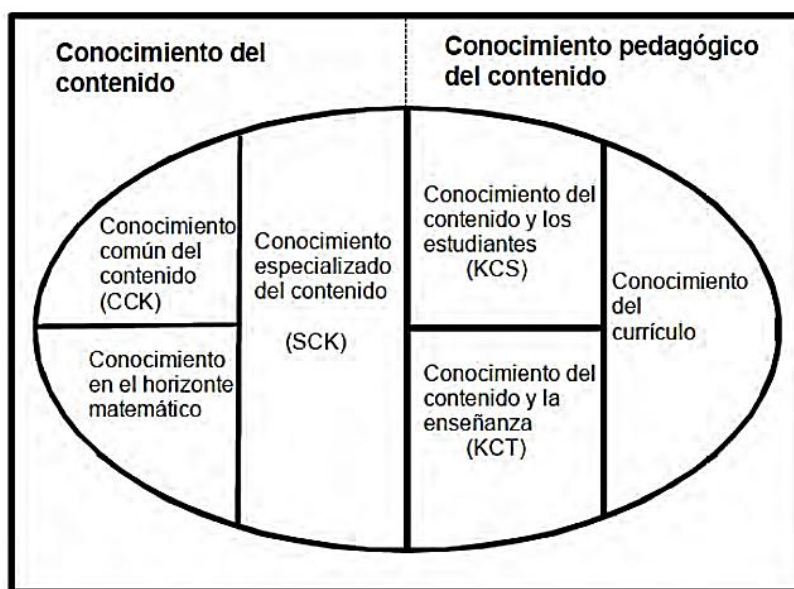 Conocimiento del
contenido
Conocimiento pedagógico
del contenido
Conocimiento
común del
contenido
(CCK)
Conocimiento
en el horizonte
matemático
Conocimiento
especializado
del contenido
(SCK)
Conocimiento del
contenido y los
estudiantes
(KCS)
Conocimiento del
contenido y la
enseñanza
(KCT)
Conocimiento
del
currículo